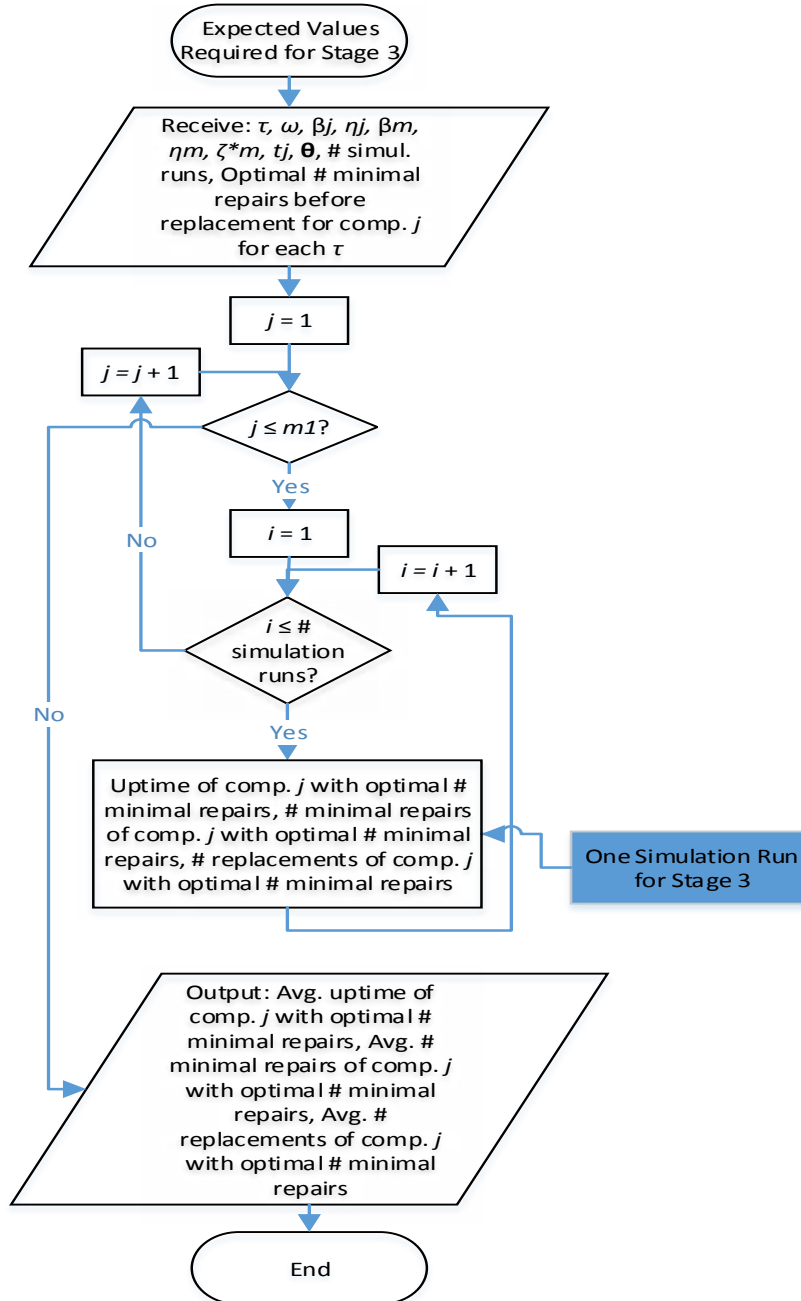 Expected Values
Required for Stage 3
Receive: τ, ω, βj, ηj, βm,
ηm, ζ*m, tj, θ, # simul.
runs, Optimal # minimal
repairs before
replacement for comp. j
for each τ
j = 1
j = j + 1
j ≤ m1?
Yes
i = 1
No
i = i + 1
i ≤ #
simulation
runs?
No
Yes
Uptime of comp. j with optimal #
minimal repairs, # minimal repairs
of comp. j with optimal # minimal
repairs, # replacements of comp. j
with optimal # minimal repairs
One Simulation Run
for Stage 3
Output: Avg. uptime of
comp. j with optimal #
minimal repairs, Avg. #
minimal repairs of comp. j
with optimal # minimal
repairs, Avg. #
replacements of comp. j
with optimal # minimal
repairs
End